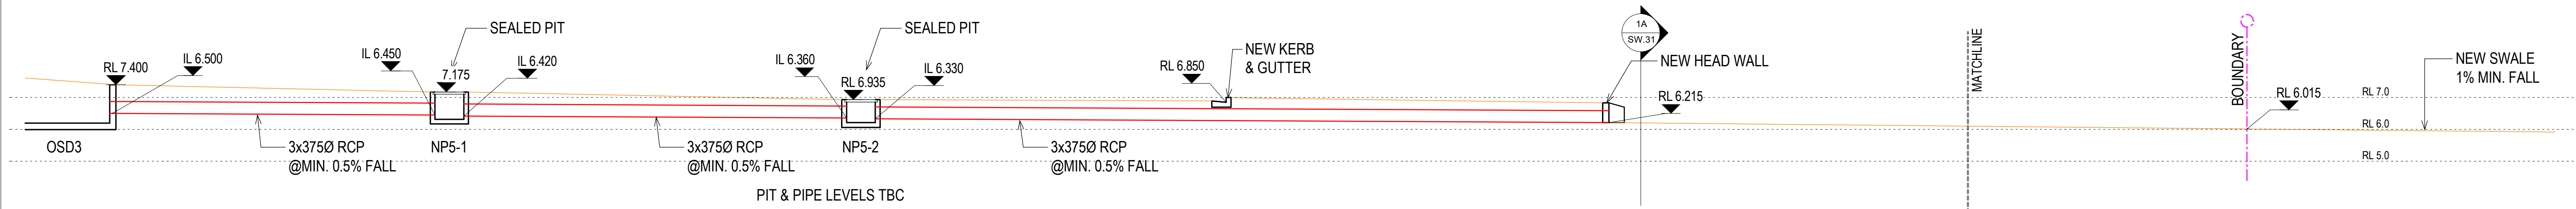 RL 7.400
IL 6.500
IL 6.450
SEALED PIT
7.175
IL 6.420
IL 6.360
SEALED PIT
RL 6.935
IL 6.330
RL 6.850
NEW KERB
& GUTTER
1A
SW.31
NEW HEAD WALL
RL 6.215
MATCHLINE
BOUNDARY
RL 6.015
NEW SWALE
1% MIN. FALL
RL 7.0
RL 6.0
RL 5.0
OSD3
3x375Ø RCP
@MIN. 0.5% FALL
NP5-1
3x375Ø RCP
@MIN. 0.5% FALL
NP5-2
3x375Ø RCP
@MIN. 0.5% FALL
PIT & PIPE LEVELS TBC